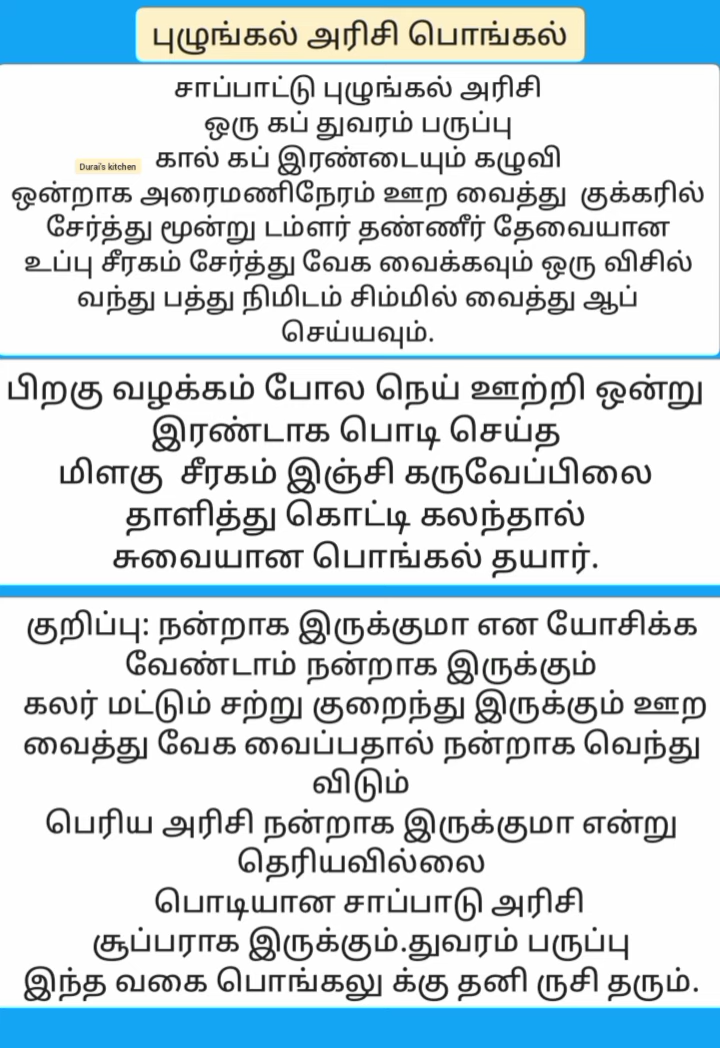 புழுங்கல் அரிசி பொங்கல்
சாப்பாட்டு புழுங்கல் அரிசி
ஒரு கப் துவரம் பருப்பு
Durai's kitchen
கால் கப் இரண்டையும் கழுவி
ஒன்றாக அரைமணிநேரம் ஊற வைத்து குக்கரில்
சேர்த்து மூன்று டம்ளர் தண்ணீர் தேவையான
உப்பு சீரகம் சேர்த்து வேக வைக்கவும் ஒரு விசில்
வந்து பத்து நிமிடம் சிம்மில் வைத்து ஆப்
செய்யவும்.
பிறகு வழக்கம் போல நெய் ஊற்றி ஒன்று
இரண்டாக பொடி செய்த
மிளகு சீரகம் இஞ்சி கருவேப்பிலை
தாளித்து கொட்டி கலந்தால்
சுவையான பொங்கல் தயார்.
குறிப்பு: நன்றாக இருக்குமா என யோசிக்க
வேண்டாம் நன்றாக இருக்கும்
கலர் மட்டும் சற்று குறைந்து இருக்கும் ஊற
வைத்து வேக வைப்பதால் நன்றாக வெந்து
விடும்
பெரிய அரிசி நன்றாக இருக்குமா என்று
தெரியவில்லை
பொடியான சாப்பாடு அரிசி
சூப்பராக இருக்கும்.துவரம் பருப்பு
இந்த வகை பொங்கலு க்கு தனி ருசி தரும்.